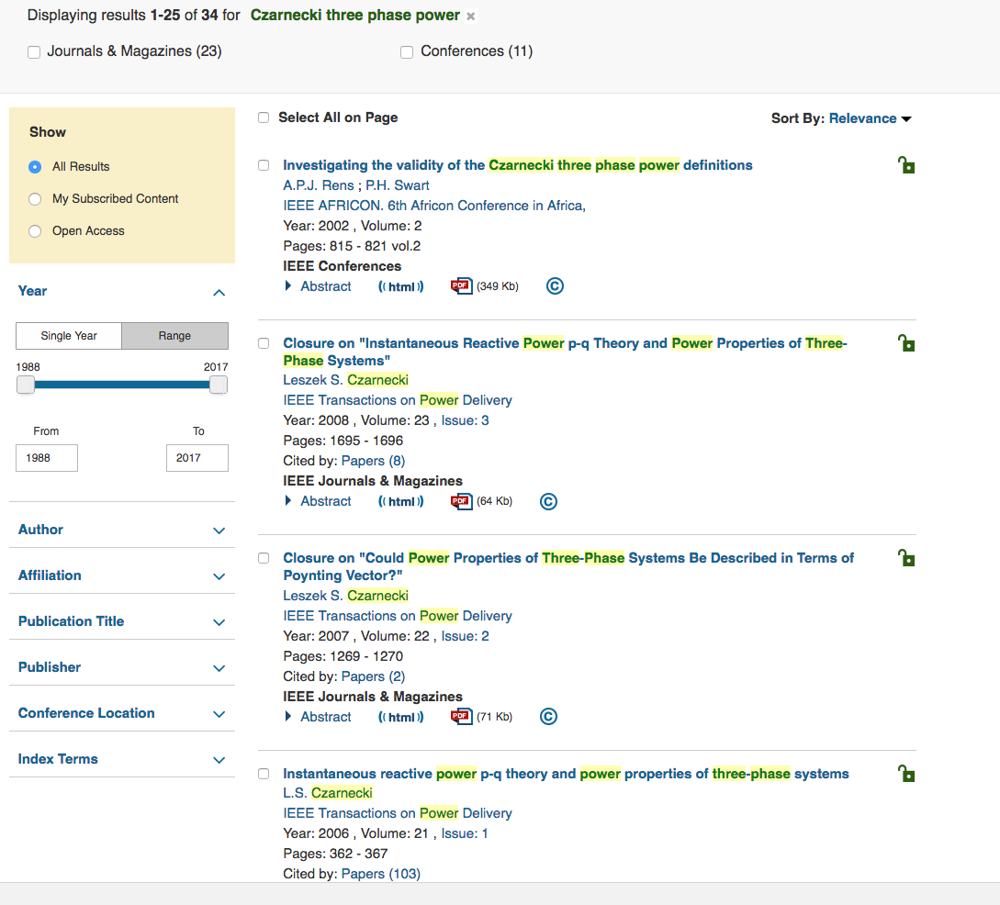 Displaying results 1-25 of 34 for Czarnecki three phase power ×
Journals & Magazines (23)
Conferences (11)
Show
All Results
My Subscribed Content
Open Access
Year
Single Year
Range
1988
2017
From
To
1988
2017
Author
Affiliation
Publication Title
Publisher
Conference Location
Index Terms
Select All on Page
Sort By: Relevance
Investigating the validity of the Czarnecki three phase power definitions
A.P.J. Rens ; P.H. Swart
IEEE AFRICON. 6th Africon Conference in Africa,
Year: 2002 , Volume: 2
Pages: 815 - 821 vol.2
IEEE Conferences
Abstract ((html)) PDF (349 Kb) ©
Closure on "Instantaneous Reactive Power p-q Theory and Power Properties of Three-
Phase Systems"
Leszek S. Czarnecki
IEEE Transactions on Power Delivery
Year: 2008 , Volume: 23 , Issue: 3
Pages: 1695 - 1696
Cited by: Papers (8)
IEEE Journals & Magazines
Abstract ((html)) PDF (64 Kb) ©
Closure on "Could Power Properties of Three-Phase Systems Be Described in Terms of
Poynting Vector?"
Leszek S. Czarnecki
IEEE Transactions on Power Delivery
Year: 2007 , Volume: 22 , Issue: 2
Pages: 1269 - 1270
Cited by: Papers (2)
IEEE Journals & Magazines
Abstract ((html)) PDF (71 Kb) ©
Instantaneous reactive power p-q theory and power properties of three-phase systems
L.S. Czarnecki
IEEE Transactions on Power Delivery
Year: 2006 , Volume: 21 , Issue: 1
Pages: 362 - 367
Cited by: Papers (103)